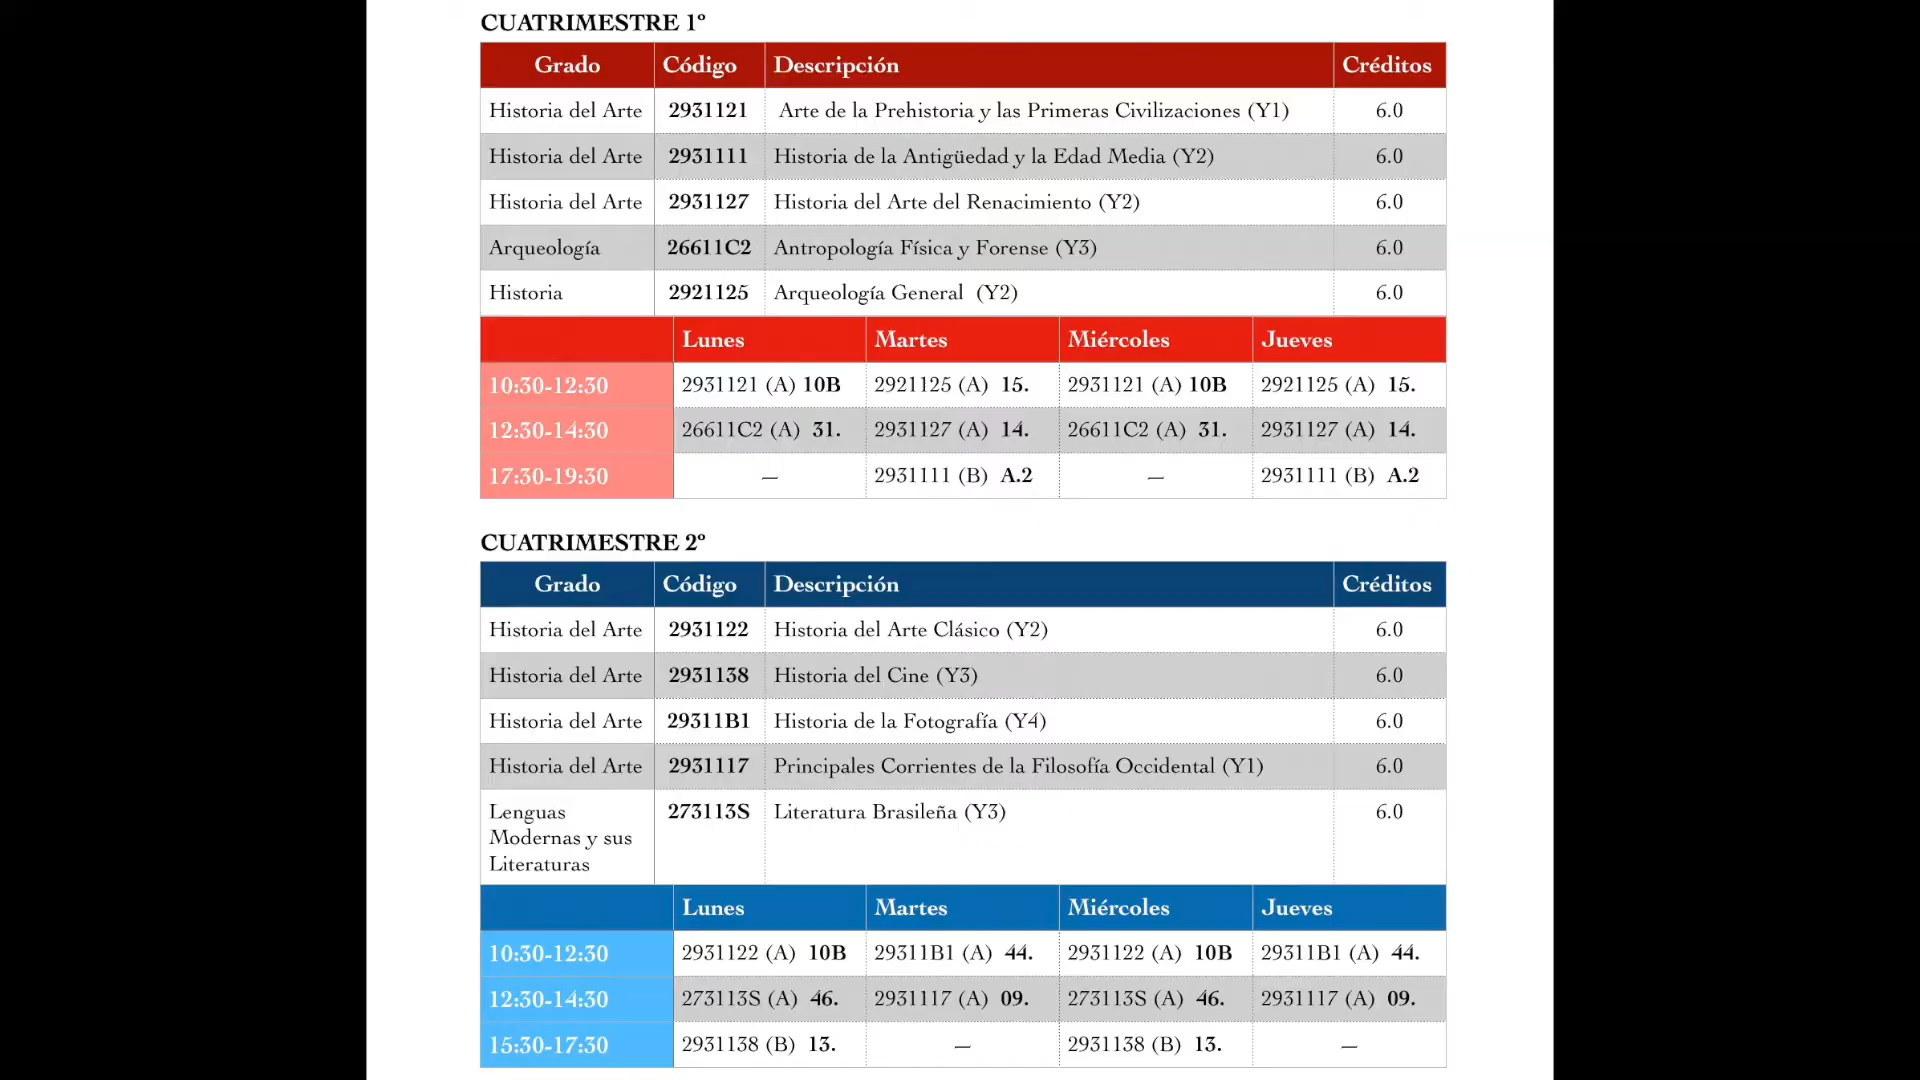 CUATRIMESTRE 1º
Grado Código Descripción Créditos
Historia del Arte 2931121 Arte de la Prehistoria y las Primeras Civilizaciones (Y1) 6.0
Historia del Arte 2931111 Historia de la Antigüedad y la Edad Media (Y2) 6.0
Historia del Arte 2931127 Historia del Arte del Renacimiento (Y2) 6.0
Arqueología 26611C2 Antropología Física y Forense (Y3) 6.0
Historia 2921125 Arqueología General (Y2) 6.0
Lunes Martes Miércoles Jueves
10:30-12:30 2931121 (A) 10B 2921125 (A) 15. 2931121 (A) 10B 2921125 (A) 15.
12:30-14:30 26611C2 (A) 31. 2931127 (A) 14. 26611C2 (A) 31. 2931127 (A) 14.
17:30-19:30 — 2931111 (B) A.2 — 2931111 (B) A.2
CUATRIMESTRE 2º
Grado Código Descripción Créditos
Historia del Arte 2931122 Historia del Arte Clásico (Y2) 6.0
Historia del Arte 2931138 Historia del Cine (Y3) 6.0
Historia del Arte 29311B1 Historia de la Fotografía (Y4) 6.0
Historia del Arte 2931117 Principales Corrientes de la Filosofía Occidental (Y1) 6.0
Lenguas 273113S Literatura Brasileña (Y3) 6.0
Modernas y sus
Literaturas
Lunes Martes Miércoles Jueves
10:30-12:30 2931122 (A) 10B 29311B1 (A) 44. 2931122 (A) 10B 29311B1 (A) 44.
12:30-14:30 273113S (A) 46. 2931117 (A) 09. 273113S (A) 46. 2931117 (A) 09.
15:30-17:30 2931138 (B) 13. — 2931138 (B) 13. —